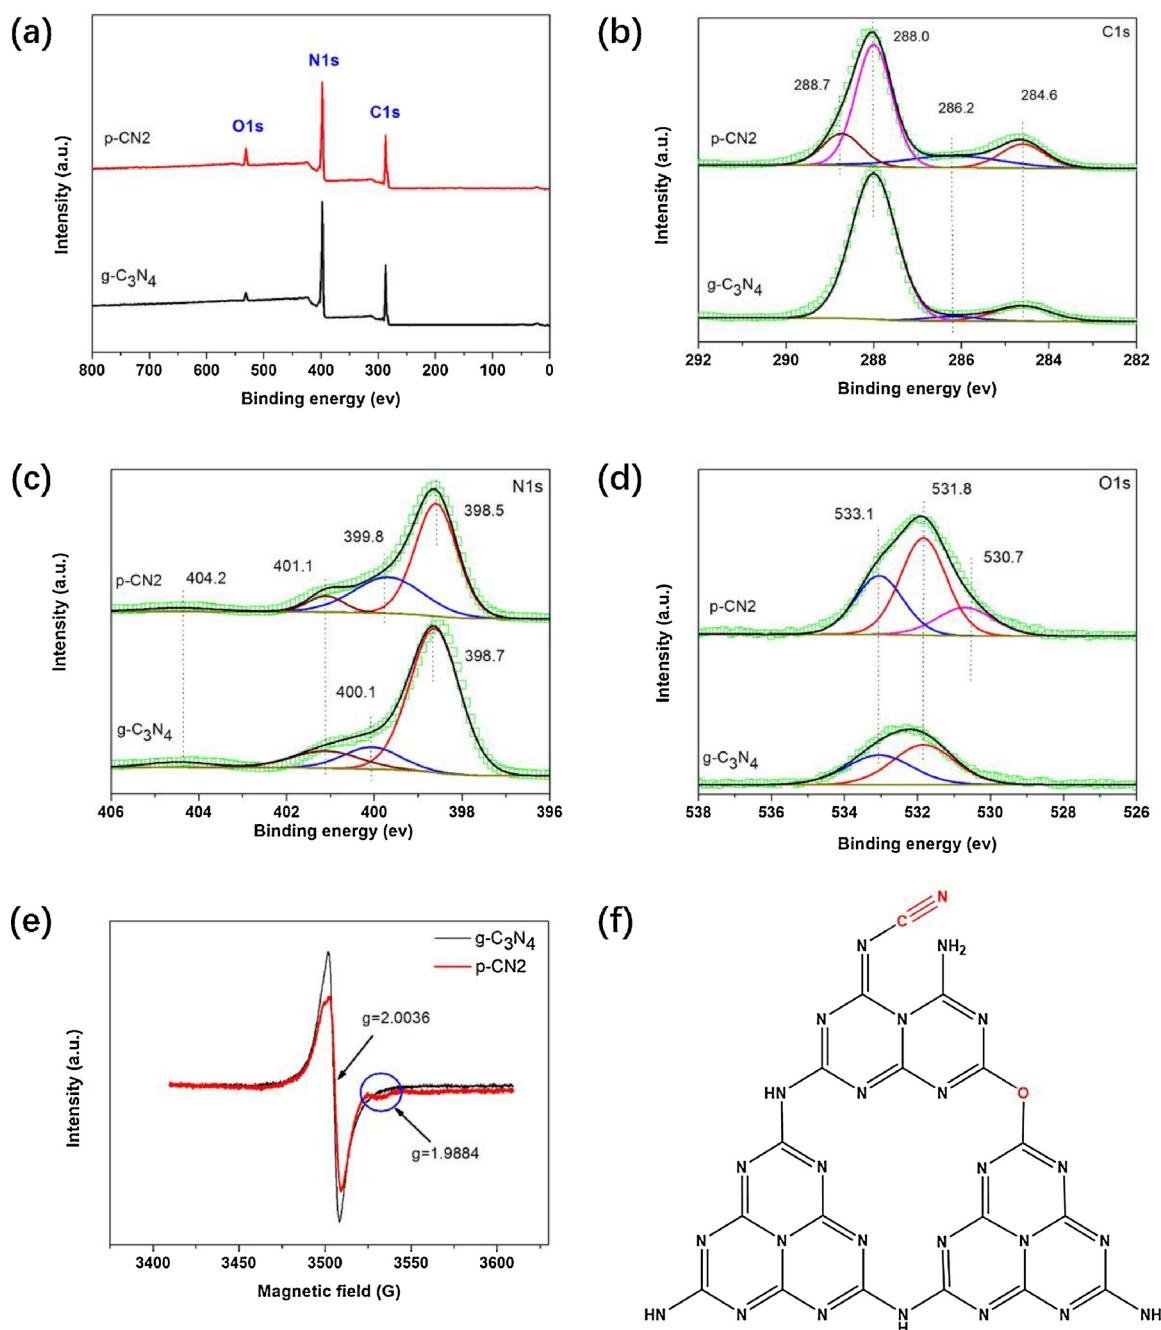 (a)
N1s
C1s
O1s
p-CN2
g-C3N4
Intensity (a.u.)
800 700 600 500 400 300 200 100 0
Binding energy (ev)
(b)
C1s
288.0
288.7
286.2
284.6
p-CN2
g-C3N4
Intensity (a.u.)
292 290 288 286 284 282
Binding energy (ev)
(c)
N1s
398.5
399.8
401.1
404.2
p-CN2
398.7
400.1
g-C3N4
Intensity (a.u.)
406 404 402 400 398 396
Binding energy (ev)
(d)
O1s
531.8
533.1
530.7
p-CN2
g-C3N4
Intensity (a.u.)
538 536 534 532 530 528 526
Binding energy (ev)
(e)
g-C3N4
p-CN2
g=2.0036
g=1.9884
Intensity (a.u.)
3400 3450 3500 3550 3600
Magnetic field (G)
(f)
N
C
N NH2
N N N
N N N N
HN O
N N N N
N N N N N N
HN N N N H N N N NH